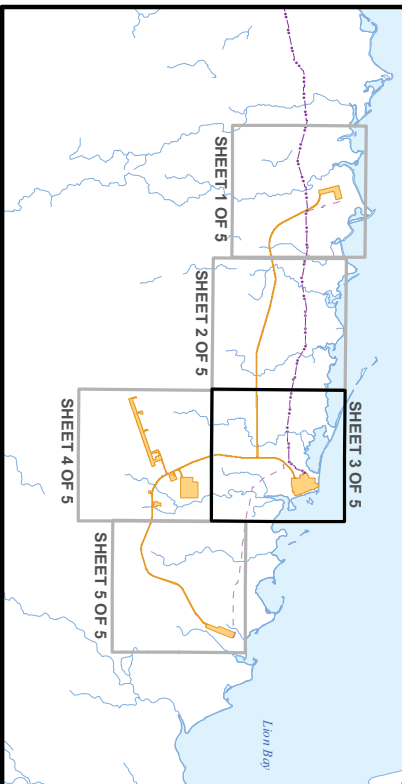 SHEET 1 OF 5
SHEET 2 OF 5
SHEET 3 OF 5
SHEET 4 OF 5
SHEET 5 OF 5
Lion Bay